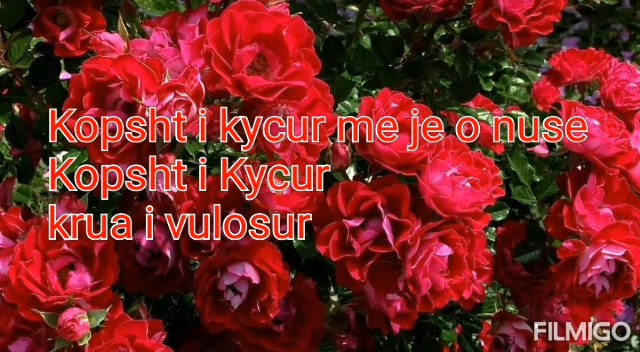 Kopsht i kycur me je o nuse
Kopsht i Kycur
krua i vulosur
FILMIGO